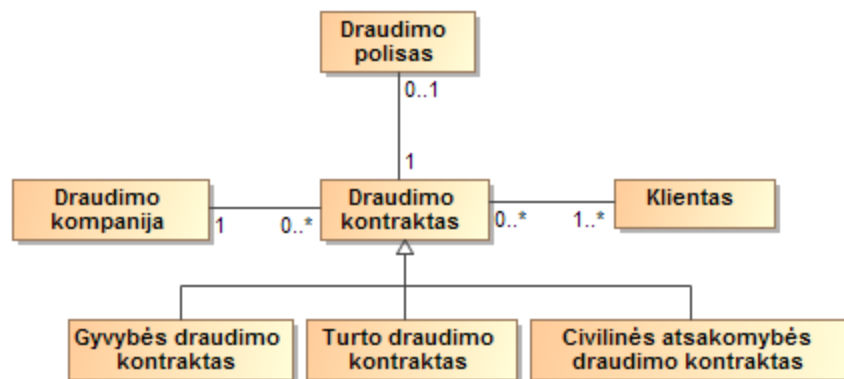 Draudimo
polisas
0..1
1
Draudimo
kompanija
1
0..*
Draudimo
kontraktas
0..*
1..*
Klientas
Gyvybės draudimo
kontraktas
Turto draudimo
kontraktas
Civilinės atsakomybės
draudimo kontraktas